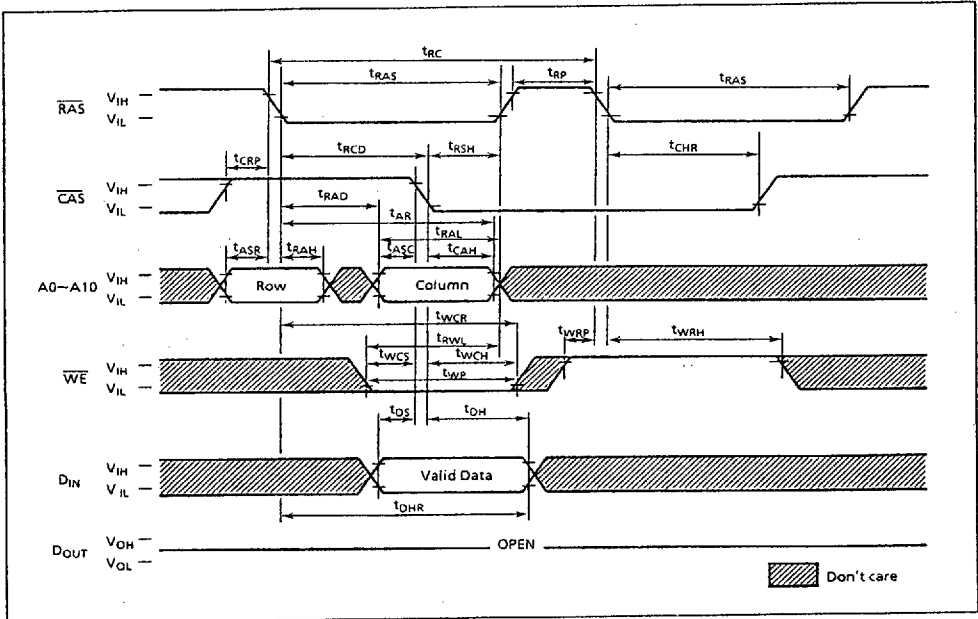 tRC
tRAS
tRP
tRAS
RAS
VIH
VIL
tRCD
tRSH
tCRP
tCHR
CAS
VIH
VIL
tRAD
tAR
tRAL
tASR
tRAH
tASC
tCAH
A0~A10
VIH
VIL
Row
Column
tWCR
tRWL
tWRP
tWRH
tWCS
tWCH
WE
VIH
VIL
tWP
tDS
tDH
DIN
VIH
VIL
Valid Data
tDHR
DOUT
VOH
VOL
OPEN
Don't care